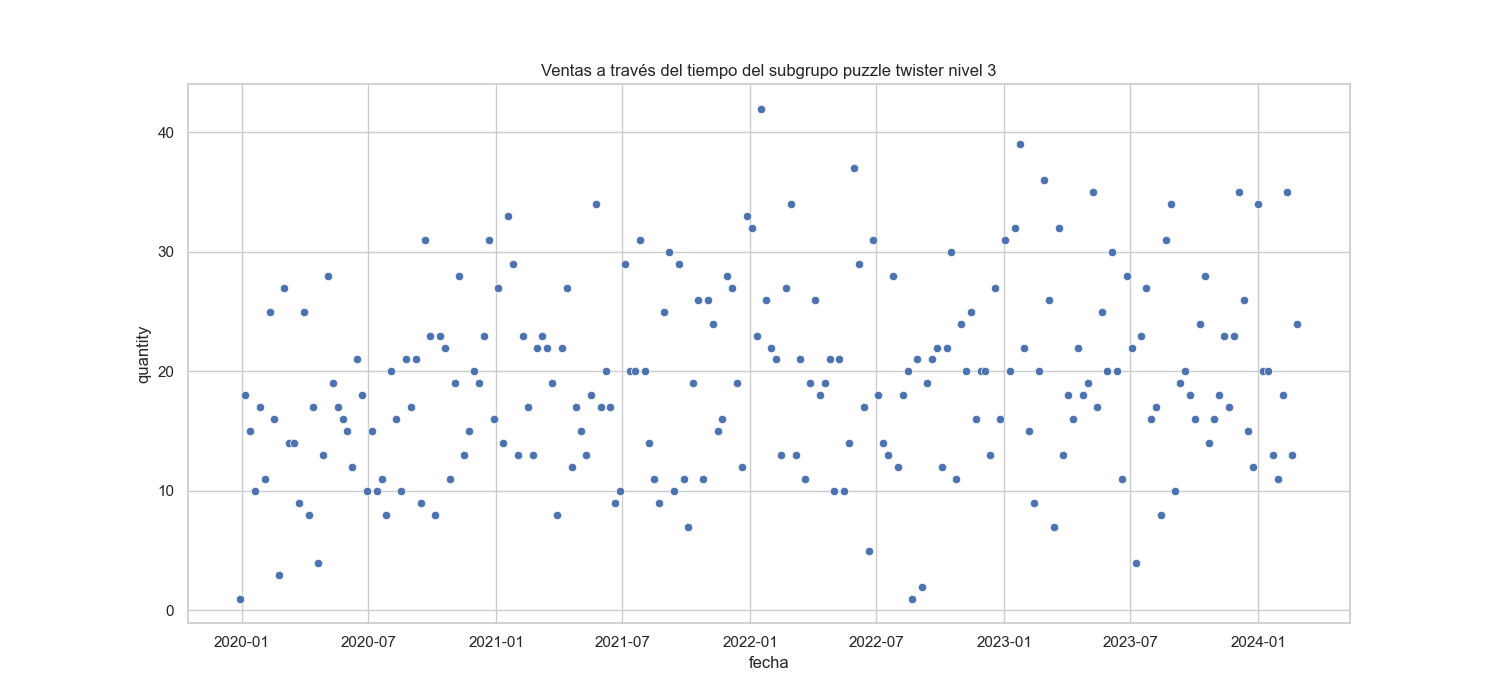 Ventas a través del tiempo del subgrupo puzzle twister nivel 3
quantity
40
30
20
10
0
2020-01 2020-07 2021-01 2021-07 2022-01 2022-07 2023-01 2023-07 2024-01
fecha